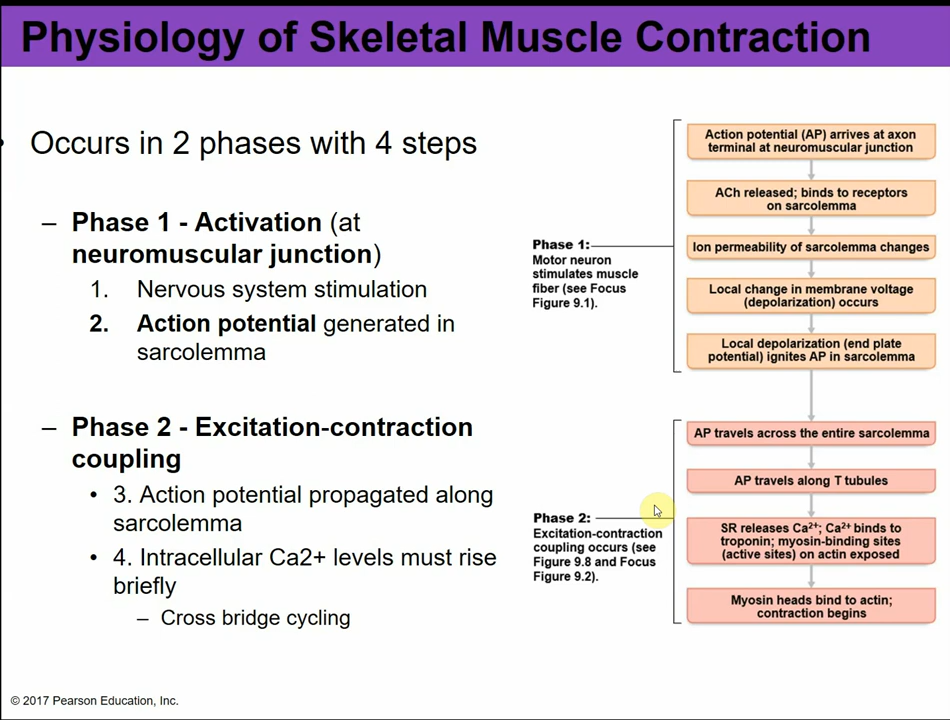 Physiology of Skeletal Muscle Contraction
• Occurs in 2 phases with 4 steps
– Phase 1 - Activation (at
neuromuscular junction)
1. Nervous system stimulation
2. Action potential generated in
sarcolemma
– Phase 2 - Excitation-contraction
coupling
• 3. Action potential propagated along
sarcolemma
• 4. Intracellular Ca2+ levels must rise
briefly
– Cross bridge cycling
Phase 1:
Motor neuron
stimulates muscle
fiber (see Focus
Figure 9.1).
Action potential (AP) arrives at axon
terminal at neuromuscular junction
ACh released; binds to receptors
on sarcolemma
Ion permeability of sarcolemma changes
Local change in membrane voltage
(depolarization) occurs
Local depolarization (end plate
potential) ignites AP in sarcolemma
Phase 2:
Excitation-contraction
coupling occurs (see
Figure 9.8 and Focus
Figure 9.2).
AP travels across the entire sarcolemma
AP travels along T tubules
SR releases Ca²⁺; Ca²⁺ binds to
troponin; myosin-binding sites
(active sites) on actin exposed
Myosin heads bind to actin;
contraction begins
© 2017 Pearson Education, Inc.